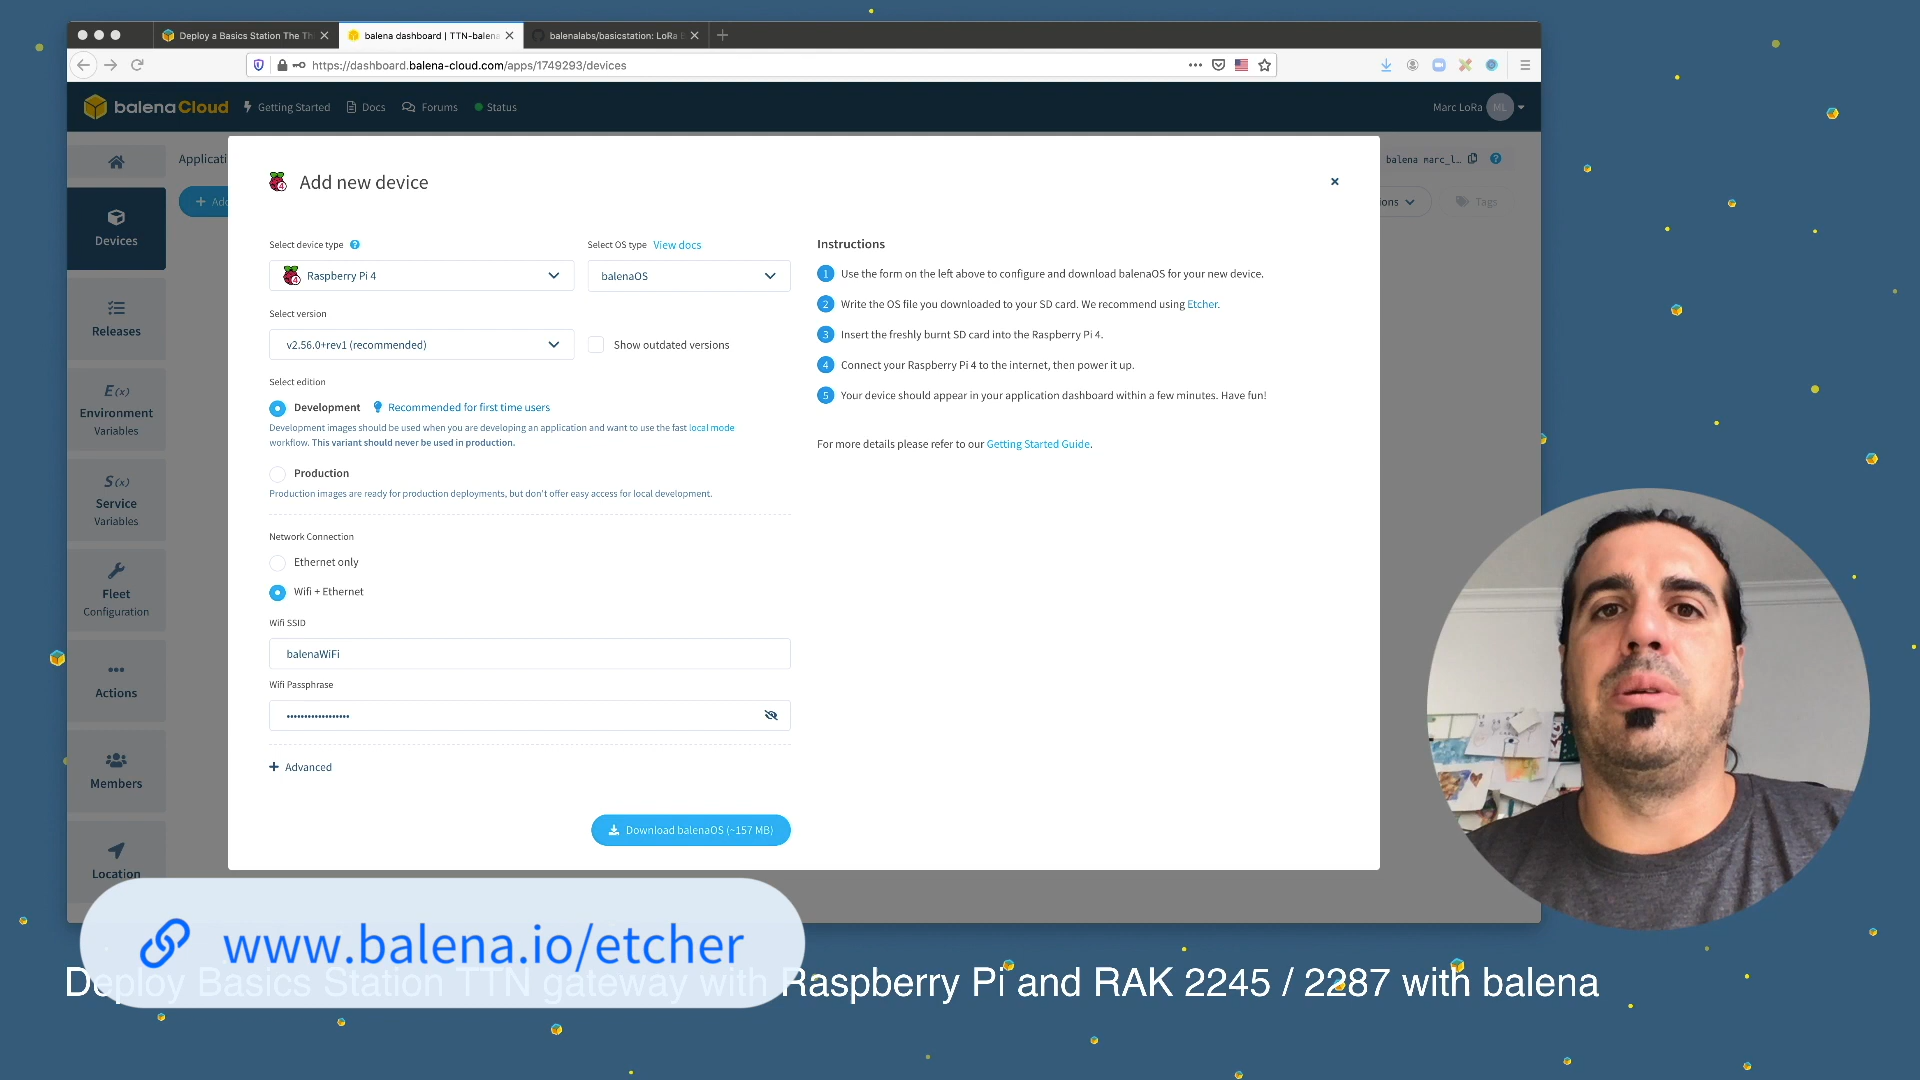 Deploy a Basics Station The Th
balena dashboard | TTN-balena
balenalabs/basicstation: LoRa B
https://dashboard.balena-cloud.com/apps/1749293/devices
balenaCloud
Getting Started
Docs
Forums
Status
Marc LoRa
ML
Applicati
balena marc_l...
Add
ions
Tags
Devices
Releases
E(x)
Environment
Variables
S(x)
Service
Variables
Fleet
Configuration
Actions
Members
Location
Add new device
Select device type
Select OS type View docs
Raspberry Pi 4
balenaOS
Select version
v2.56.0+rev1 (recommended)
Show outdated versions
Select edition
Development
Recommended for first time users
Development images should be used when you are developing an application and want to use the fast local mode
workflow. This variant should never be used in production.
Production
Production images are ready for production deployments, but don't offer easy access for local development.
Network Connection
Ethernet only
Wifi + Ethernet
Wifi SSID
balenaWiFi
Wifi Passphrase
••••••••••••••••••
+ Advanced
Download balenaOS (~157 MB)
Instructions
1 Use the form on the left above to configure and download balenaOS for your new device.
2 Write the OS file you downloaded to your SD card. We recommend using Etcher.
3 Insert the freshly burnt SD card into the Raspberry Pi 4.
4 Connect your Raspberry Pi 4 to the internet, then power it up.
5 Your device should appear in your application dashboard within a few minutes. Have fun!
For more details please refer to our Getting Started Guide.
www.balena.io/etcher
Deploy Basics Station TTN gateway with Raspberry Pi and RAK 2245 / 2287 with balena